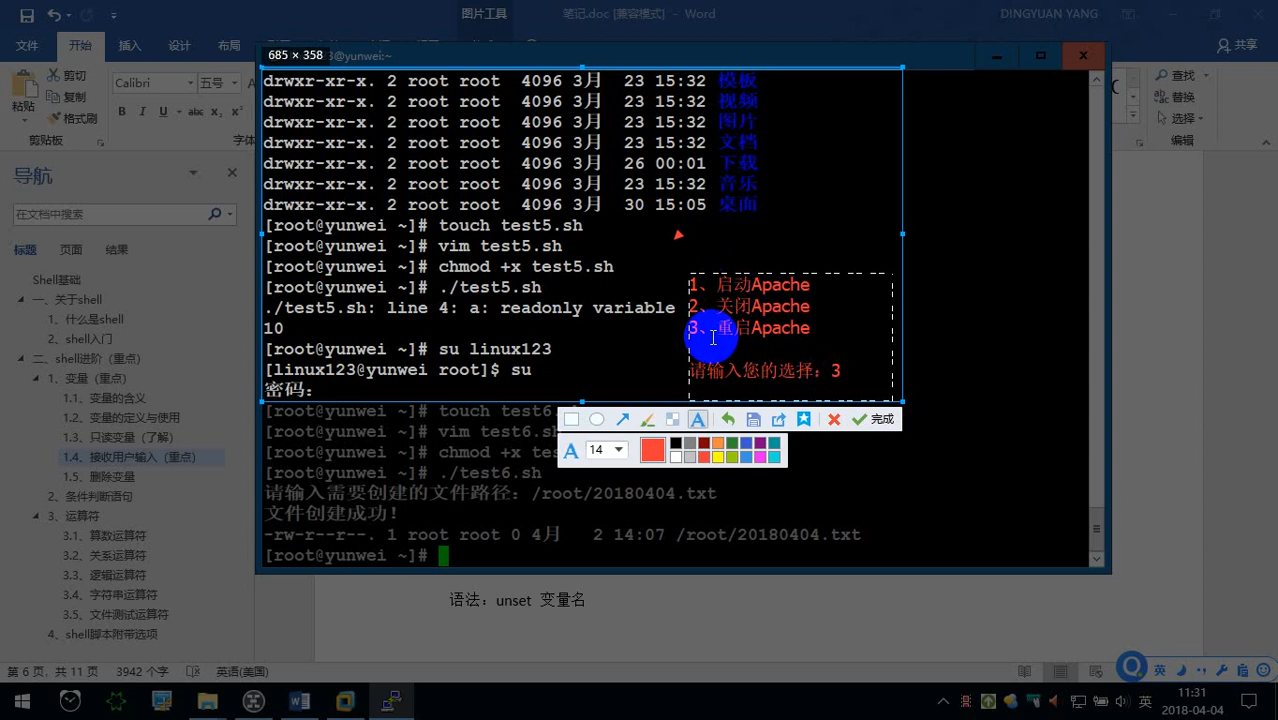 图片工具
笔记.doc [兼容模式] - Word
DINGYUAN YANG
文件
开始
插入
设计
布局
共享
685 × 358
3@yunwei:~
粘贴
剪切
复制
格式刷
剪贴板
Calibri
五号
B I U abc x₂ x²
字体
查找
替换
选择
编辑
导航
在文档中搜索
标题 页面 结果
Shell基础
一、关于shell
1、什么是shell
2、shell入门
二、shell进阶（重点）
1、变量（重点）
1.1、变量的含义
1.2、变量的定义与使用
1.3、只读变量（了解）
1.4、接收用户输入（重点）
1.5、删除变量
2、条件判断语句
3、运算符
3.1、算数运算符
3.2、关系运算符
3.3、逻辑运算符
3.4、字符串运算符
3.5、文件测试运算符
4、shell脚本附带选项
drwxr-xr-x. 2 root root 4096 3月 23 15:32 模板
drwxr-xr-x. 2 root root 4096 3月 23 15:32 视频
drwxr-xr-x. 2 root root 4096 3月 23 15:32 图片
drwxr-xr-x. 2 root root 4096 3月 23 15:32 文档
drwxr-xr-x. 2 root root 4096 3月 26 00:01 下载
drwxr-xr-x. 2 root root 4096 3月 23 15:32 音乐
drwxr-xr-x. 2 root root 4096 3月 30 15:05 桌面
[root@yunwei ~]# touch test5.sh
[root@yunwei ~]# vim test5.sh
[root@yunwei ~]# chmod +x test5.sh
[root@yunwei ~]# ./test5.sh
./test5.sh: line 4: a: readonly variable
10
[root@yunwei ~]# su linux123
[linux123@yunwei root]$ su
密码：
[root@yunwei ~]# touch test6.
[root@yunwei ~]# vim test6.s
[root@yunwei ~]# chmod +x te
[root@yunwei ~]# ./test6.sh
请输入需要创建的文件路径：/root/20180404.txt
文件创建成功！
-rw-r--r--. 1 root root 0 4月 2 14:07 /root/20180404.txt
[root@yunwei ~]#
1、启动Apache
2、关闭Apache
3、重启Apache
请输入您的选择：3
A
完成
A 14
语法：unset 变量名
第 6 页，共 11 页 3942 个字 英语(美国)
英
英
11:31
2018-04-04